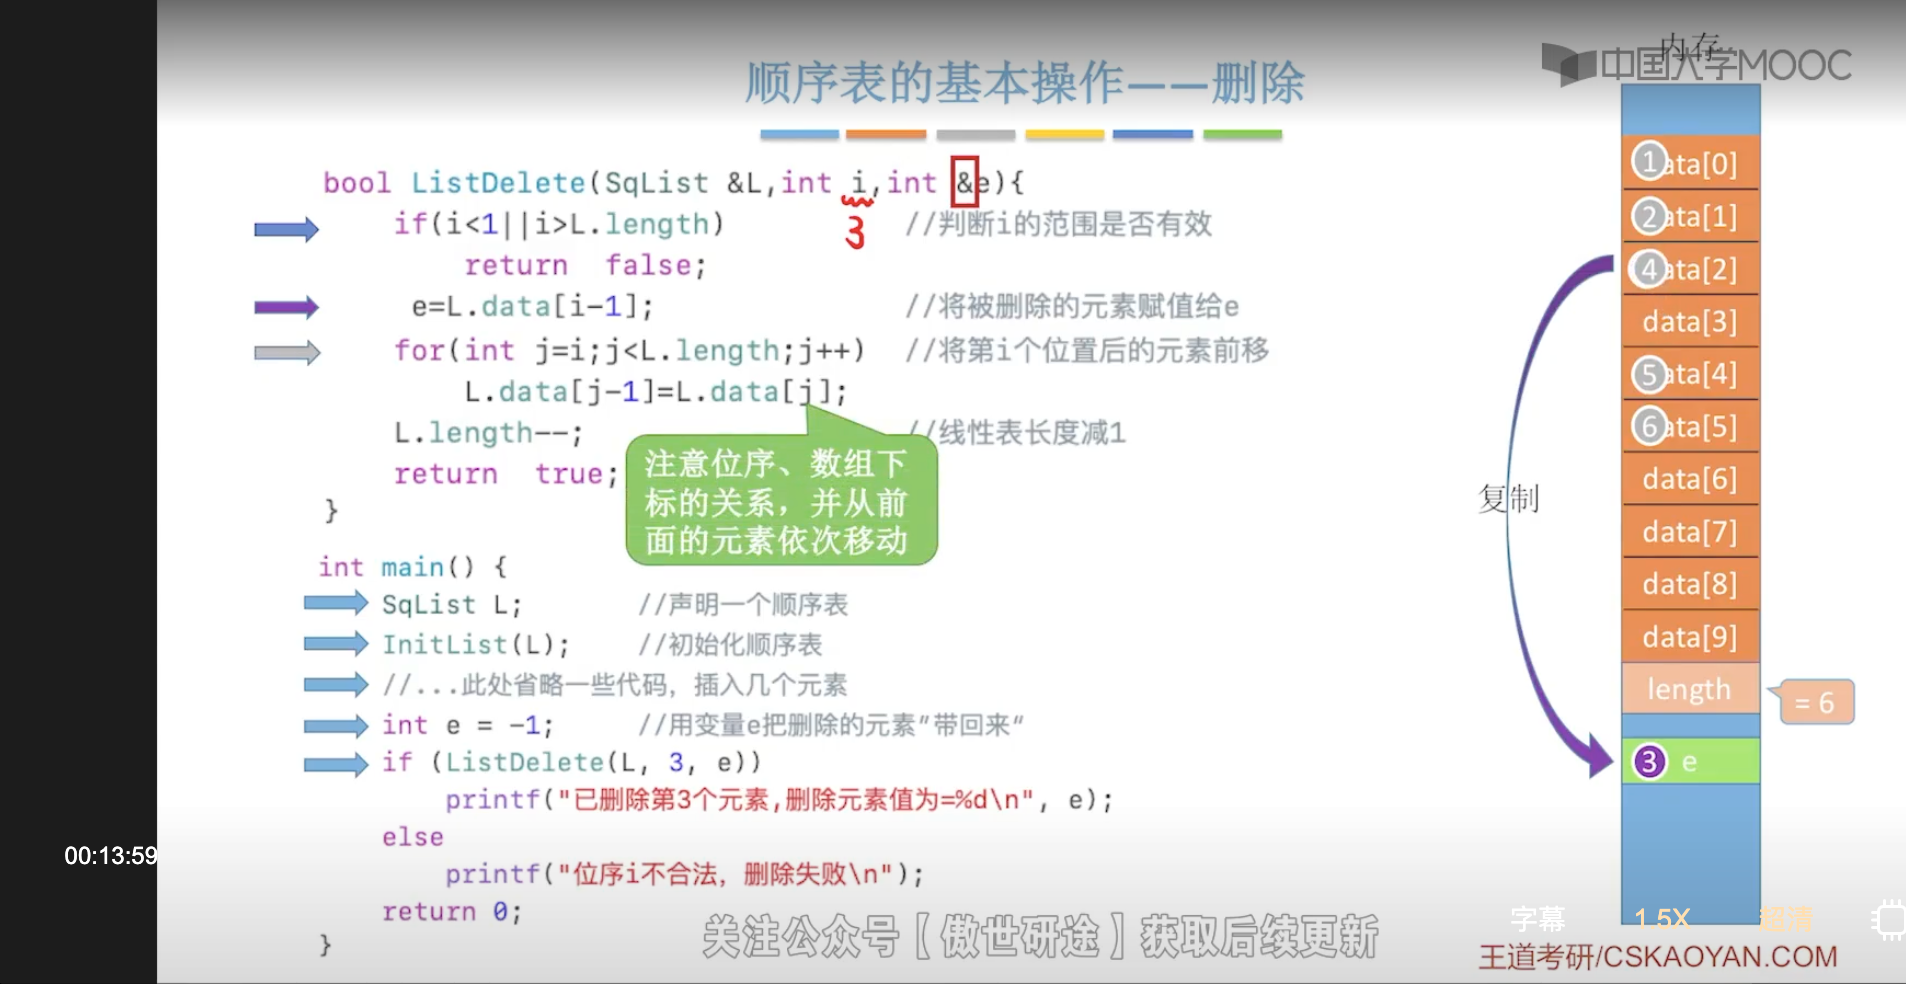 内存
中国大学MOOC
顺序表的基本操作——删除
bool ListDelete(SqList &L,int i,int &e){
3
if(i<1||i>L.length) //判断i的范围是否有效
return false;
e=L.data[i-1]; //将被删除的元素赋值给e
for(int j=i;j<L.length;j++) //将第i个位置后的元素前移
L.data[j-1]=L.data[j];
L.length--; //线性表长度减1
return true;
}
注意位序、数组下
标的关系，并从前
面的元素依次移动
int main() {
SqList L; //声明一个顺序表
InitList(L); //初始化顺序表
//...此处省略一些代码，插入几个元素
int e = -1; //用变量e把删除的元素"带回来"
if (ListDelete(L, 3, e))
printf("已删除第3个元素,删除元素值为=%d\n", e);
else
printf("位序i不合法，删除失败\n");
return 0;
}
1 ata[0]
2 ata[1]
4 ata[2]
data[3]
5 ata[4]
6 ata[5]
data[6]
data[7]
data[8]
data[9]
length
= 6
3 e
复制
00:13:59
字幕 1.5X 超清
关注公众号【傲世研途】获取后续更新
王道考研/CSKAOYAN.COM